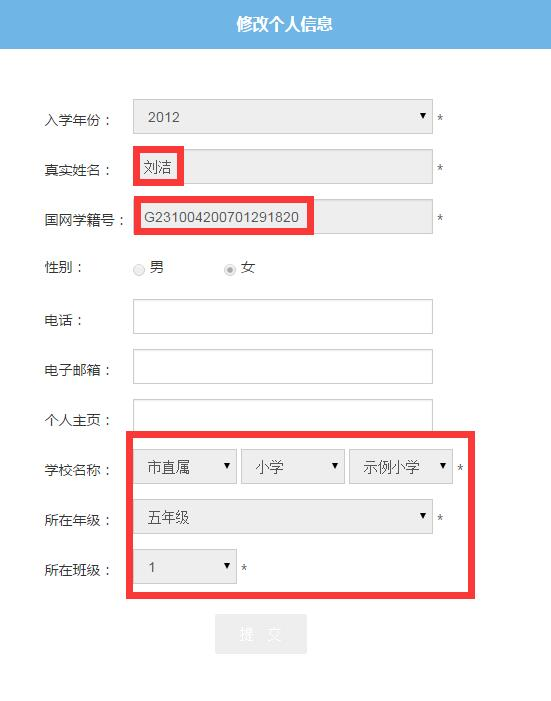 修改个人信息
入学年份： 2012 *
真实姓名： 刘洁 *
国网学籍号： G231004200701291820 *
性别： 男 女
电话：
电子邮箱：
个人主页：
学校名称： 市直属 小学 示例小学 *
所在年级： 五年级 *
所在班级： 1 *
提 交